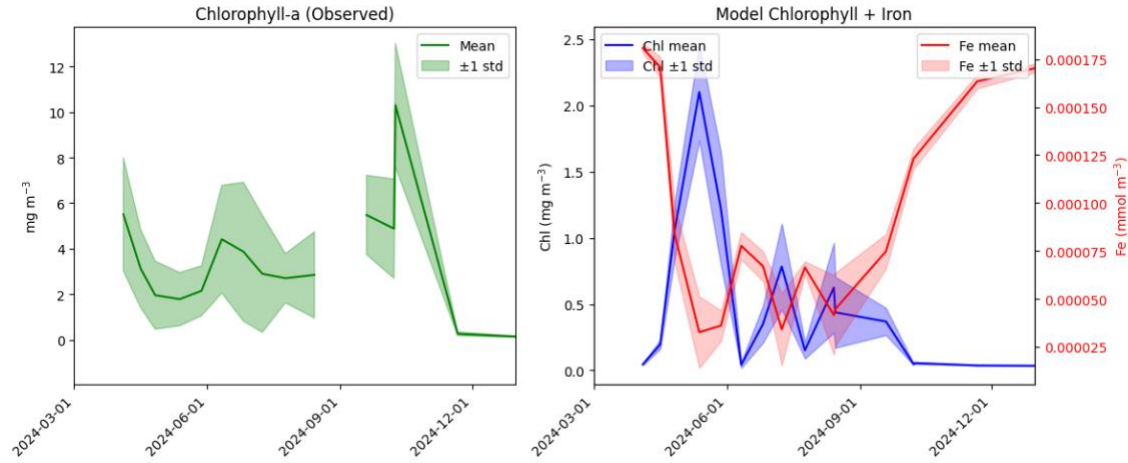 Chlorophyll-a (Observed)
Mean
±1 std
mg m⁻³
12
10
8
6
4
2
0
2024-03-01
2024-06-01
2024-09-01
2024-12-01
Model Chlorophyll + Iron
Chl mean
Chl ±1 std
Fe mean
Fe ±1 std
Chl (mg m⁻³)
2.5
2.0
1.5
1.0
0.5
0.0
2024-03-01
2024-06-01
2024-09-01
2024-12-01
0.000175
0.000150
0.000125
0.000100
0.000075
0.000050
0.000025
Fe (mmol m⁻³)